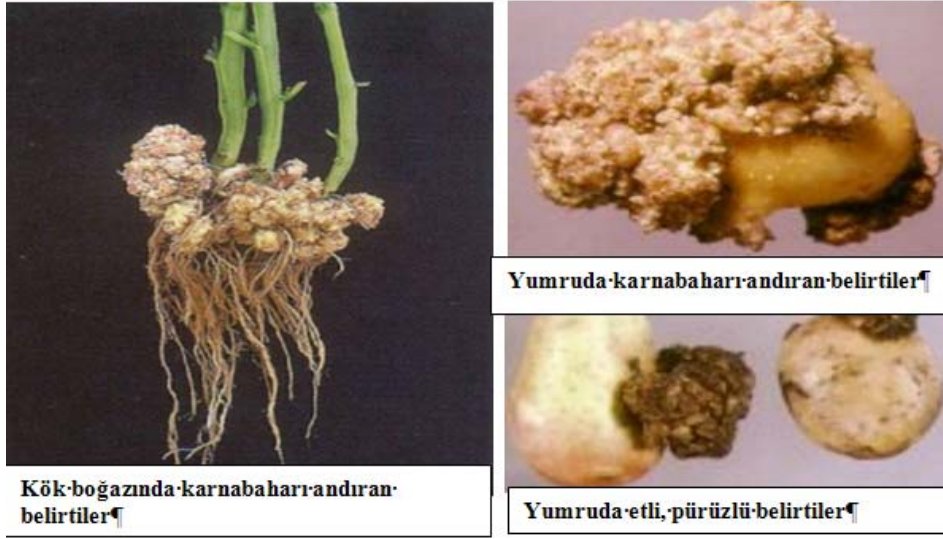 Yumruda·karnabaharı·andıran·belirtiler¶
Kök·boğazında·karnabaharı·andıran·
belirtiler¶
Yumruda·etli,·pürüzlü·belirtiler¶